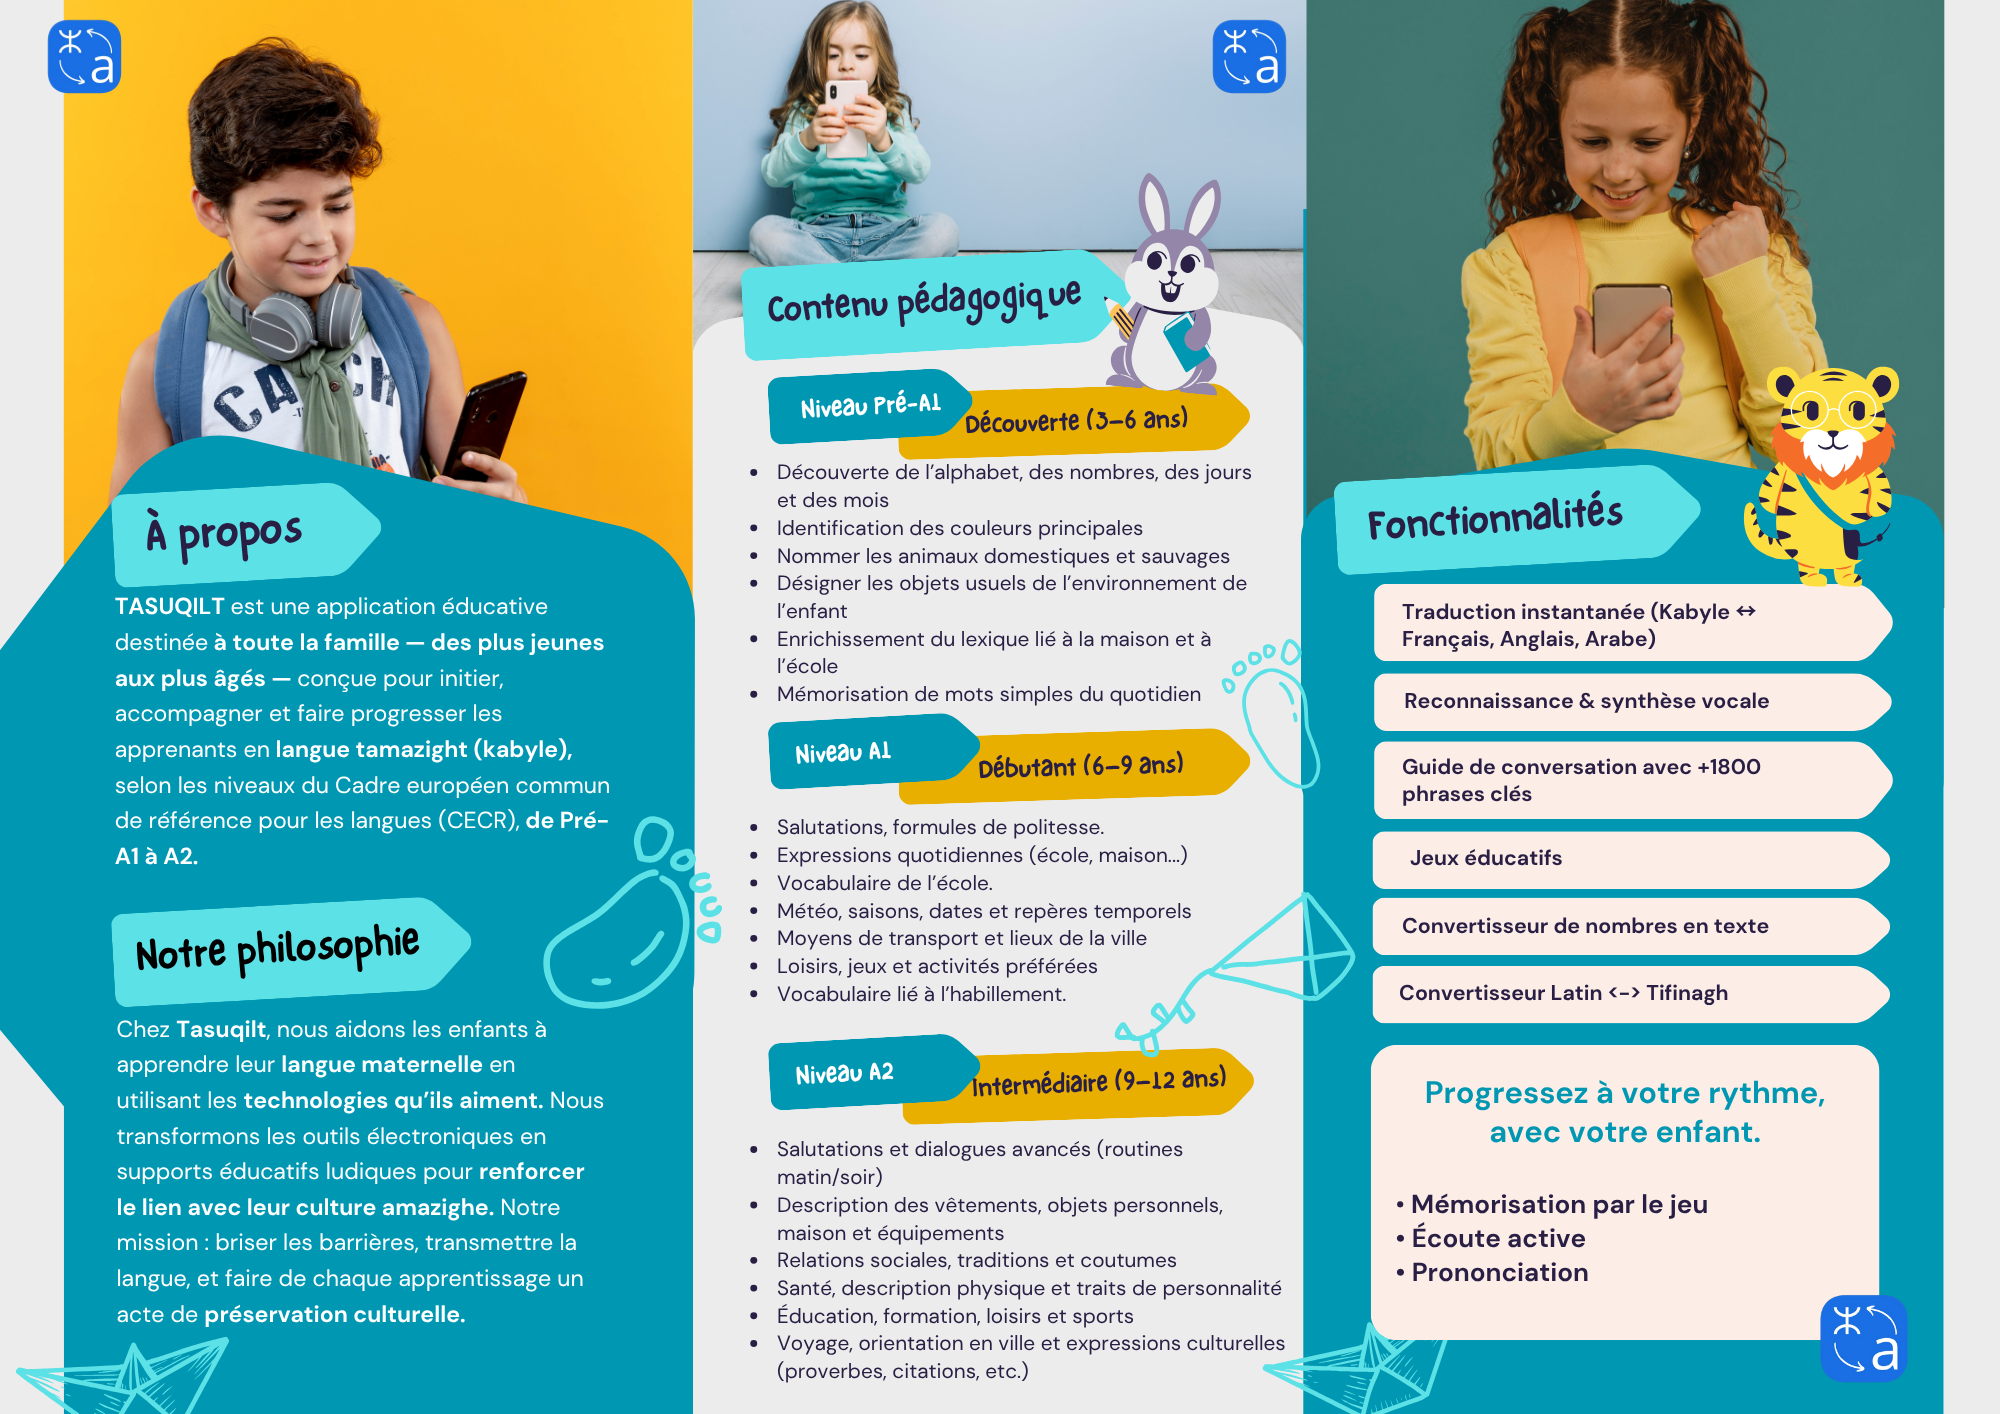 ⵣ a
À propos
TASUQILT est une application éducative
destinée à toute la famille — des plus jeunes
aux plus âgés — conçue pour initier,
accompagner et faire progresser les
apprenants en langue tamazight (kabyle),
selon les niveaux du Cadre européen commun
de référence pour les langues (CECR), de Pré-
A1 à A2.
Notre philosophie
Chez Tasuqilt, nous aidons les enfants à
apprendre leur langue maternelle en
utilisant les technologies qu’ils aiment. Nous
transformons les outils électroniques en
supports éducatifs ludiques pour renforcer
le lien avec leur culture amazighe. Notre
mission : briser les barrières, transmettre la
langue, et faire de chaque apprentissage un
acte de préservation culturelle.
ⵣ a
Contenu pédagogique
Niveau Pré-A1
Découverte (3–6 ans)
• Découverte de l’alphabet, des nombres, des jours
et des mois
• Identification des couleurs principales
• Nommer les animaux domestiques et sauvages
• Désigner les objets usuels de l’environnement de
l’enfant
• Enrichissement du lexique lié à la maison et à
l’école
• Mémorisation de mots simples du quotidien
Niveau A1
Débutant (6–9 ans)
• Salutations, formules de politesse.
• Expressions quotidiennes (école, maison...)
• Vocabulaire de l’école.
• Météo, saisons, dates et repères temporels
• Moyens de transport et lieux de la ville
• Loisirs, jeux et activités préférées
• Vocabulaire lié à l’habillement.
Niveau A2
Intermédiaire (9–12 ans)
• Salutations et dialogues avancés (routines
matin/soir)
• Description des vêtements, objets personnels,
maison et équipements
• Relations sociales, traditions et coutumes
• Santé, description physique et traits de personnalité
• Éducation, formation, loisirs et sports
• Voyage, orientation en ville et expressions culturelles
(proverbes, citations, etc.)
Fonctionnalités
Traduction instantanée (Kabyle ↔
Français, Anglais, Arabe)
Reconnaissance & synthèse vocale
Guide de conversation avec +1800
phrases clés
Jeux éducatifs
Convertisseur de nombres en texte
Convertisseur Latin <-> Tifinagh
Progressez à votre rythme,
avec votre enfant.
• Mémorisation par le jeu
• Écoute active
• Prononciation
ⵣ a